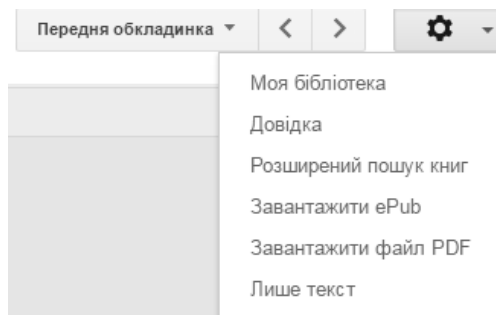 Передня обкладинка
Моя бібліотека
Довідка
Розширений пошук книг
Завантажити ePub
Завантажити файл PDF
Лише текст